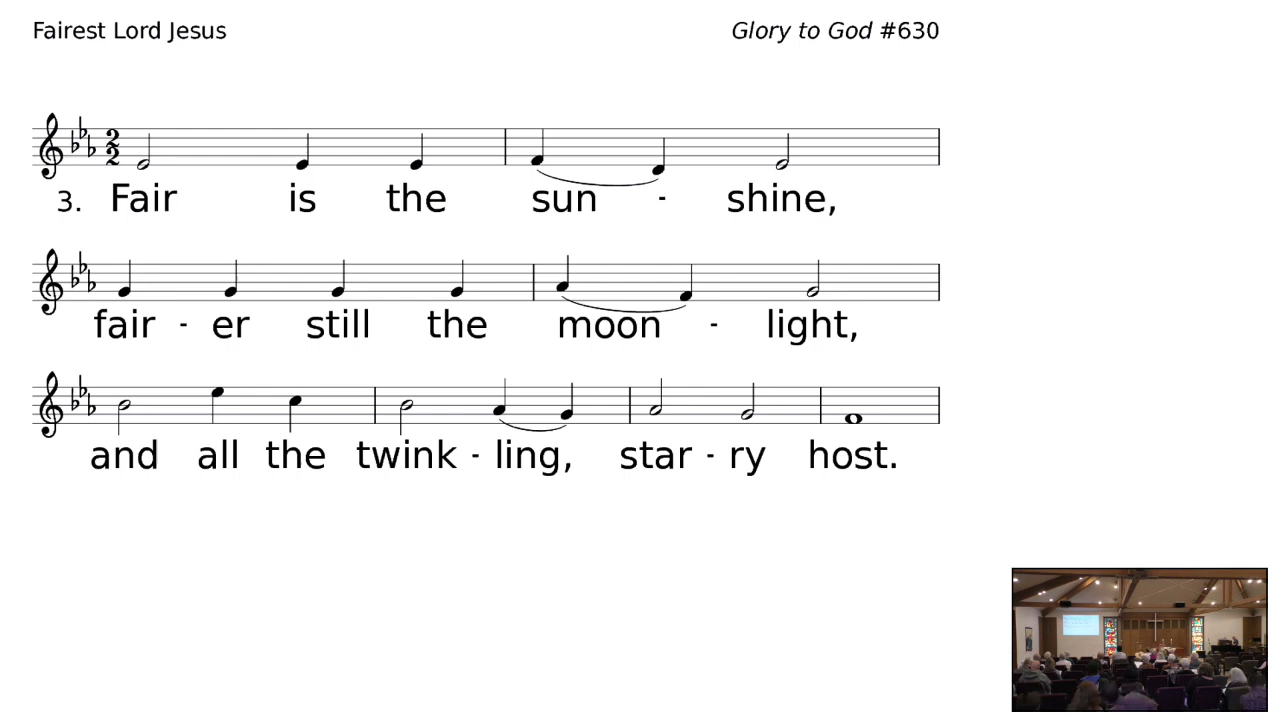 Fairest Lord Jesus
Glory to God #630
3. Fair is the sun - shine,
fair - er still the moon - light,
and all the twink - ling, star - ry host.